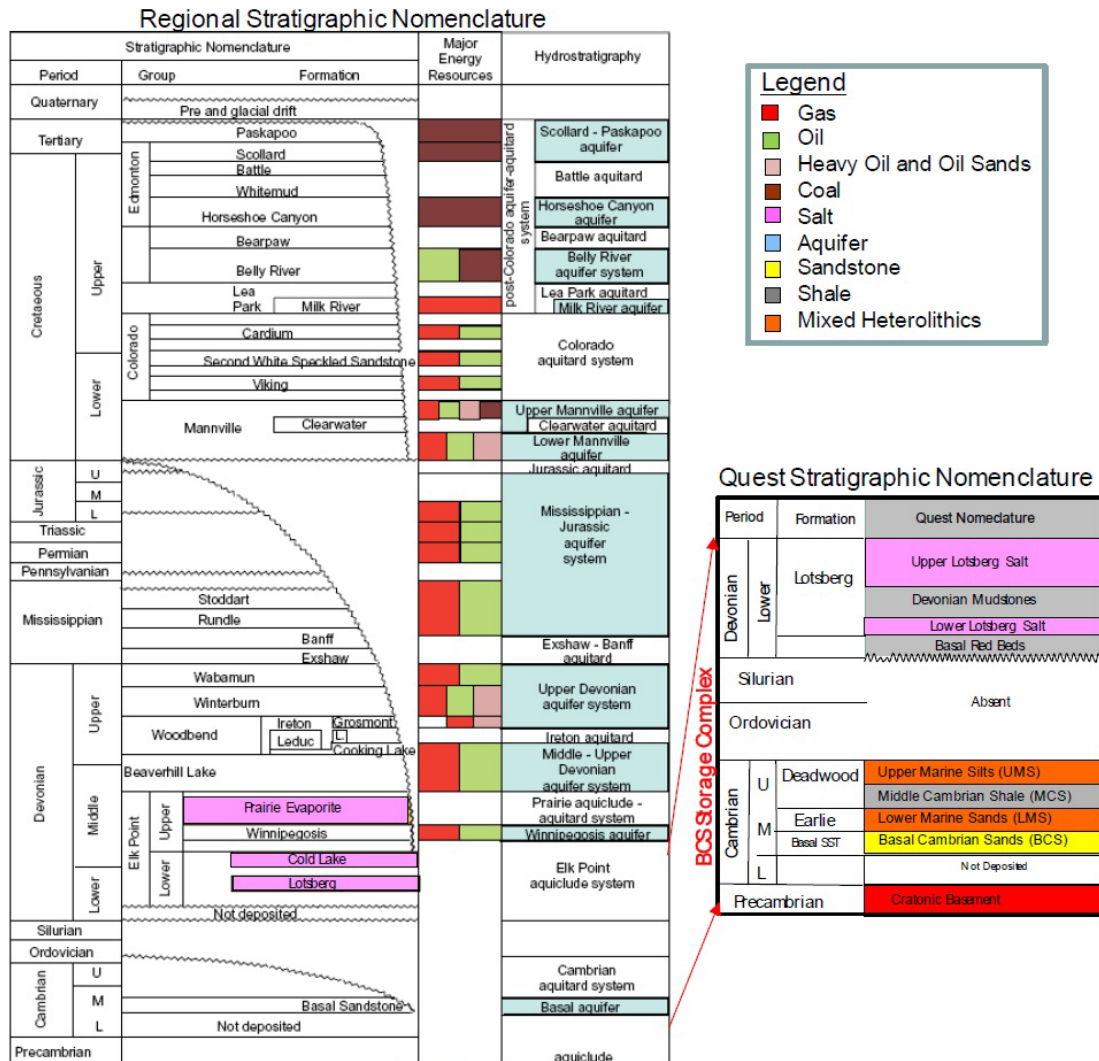 Regional Stratigraphic Nomenclature
Stratigraphic Nomenclature
Major
Energy
Resources
Hydrostratigraphy
Period
Group
Formation
Quaternary
Pre and glacial drift
Tertiary
Paskapoo
Scollard - Paskapoo
aquifer
Cretaeous
Upper
Edmonton
Scollard
Battle
Battle aquitard
Whitemud
Horseshoe Canyon
Horseshoe Canyon
aquifer
post-Colorado aquifer-aquitard
system
Bearpaw
Bearpaw aquitard
Belly River
Belly River
aquifer system
Lea
Park
Milk River
Lea Park aquitard
Milk River aquifer
Colorado
Cardium
Colorado
aquitard system
Lower
Second White Speckled Sandstone
Viking
Mannville
Clearwater
Upper Mannville aquifer
Clearwater aquitard
Lower Mannville
aquifer
Jurassic
U
M
L
Jurassic aquitard
Mississippian -
Jurassic
aquifer
system
Triassic
Permian
Pennsylvanian
Mississippian
Stoddart
Rundle
Banff
Exshaw
Exshaw - Banff
aquitard
Devonian
Upper
Wabamun
Winterburn
Upper Devonian
aquifer system
Woodbend
Ireton
Grosmont
Leduc
L.
Cooking Lake
Ireton aquitard
Beaverhill Lake
Middle - Upper
Devonian
aquifer system
Middle
Elk Point
Upper
Prairie Evaporite
Prairie aquiclude -
aquitard system
Winnipegosis
Winnipegosis aquifer
Lower
Lower
Cold Lake
Lotsberg
Elk Point
aquiclude system
Not deposited
Silurian
Ordovician
Cambrian
U
M
L
Cambrian
aquitard system
Basal Sandstone
Basal aquifer
Not deposited
Precambrian
aquiclude
Legend
Gas
Oil
Heavy Oil and Oil Sands
Coal
Salt
Aquifer
Sandstone
Shale
Mixed Heterolithics
Quest Stratigraphic Nomenclature
BCS Storage Complex
Period
Formation
Quest Nomeclature
Devonian
Lower
Lotsberg
Upper Lotsberg Salt
Devonian Mudstones
Lower Lotsberg Salt
Basal Red Beds
Silurian
Absent
Ordovician
Cambrian
U
Deadwood
Upper Marine Silts (UMS)
Middle Cambrian Shale (MCS)
M
Earlie
Lower Marine Sands (LMS)
Basal SST
Basal Cambrian Sands (BCS)
L
Not Deposited
Precambrian
Cratonic Basement